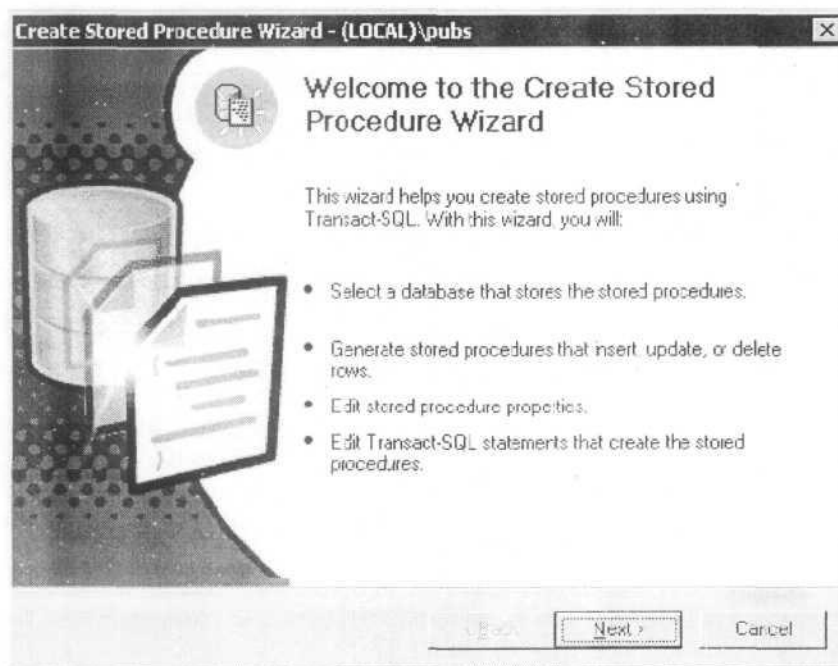 Create Stored Procedure Wizard - (LOCAL)\pubs
Welcome to the Create Stored
Procedure Wizard
This wizard helps you create stored procedures using
Transact-SQL. With this wizard, you will:
• Select a database that stores the stored procedures.
• Generate stored procedures that insert, update, or delete
rows.
• Edit stored procedure properties.
• Edit Transact-SQL statements that create the stored
procedures.
< Back
Next >
Cancel